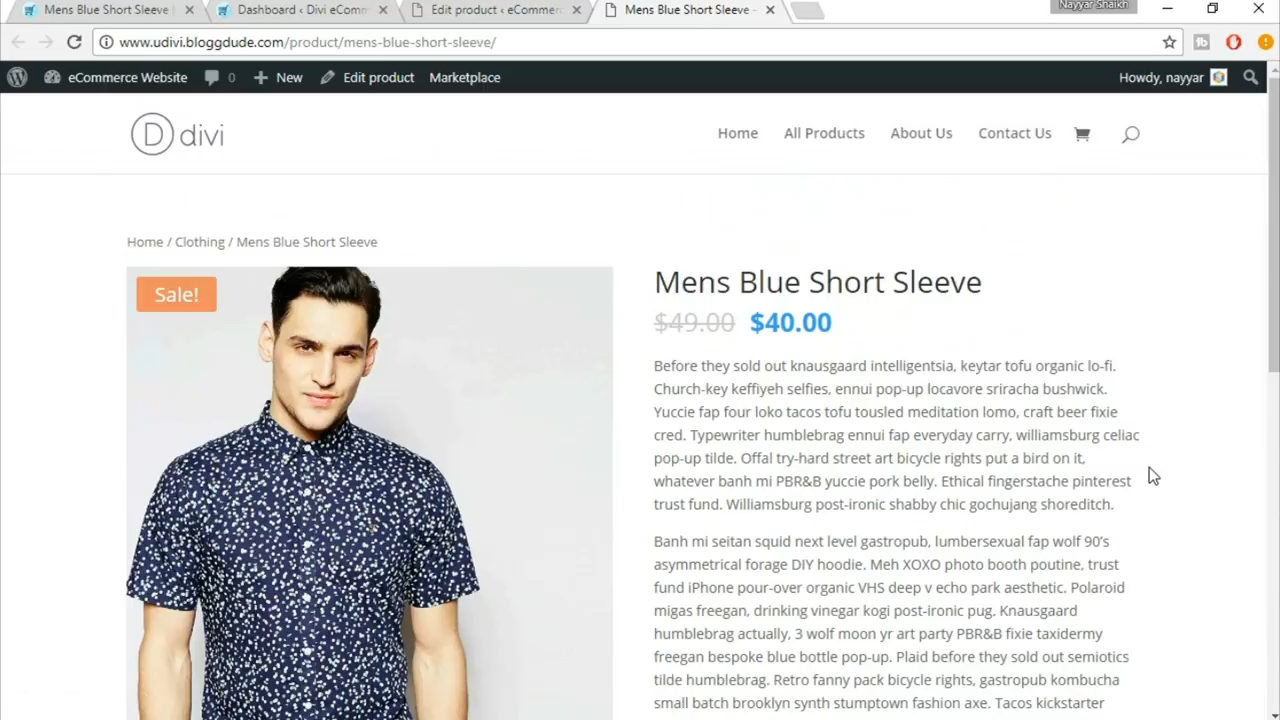 Mens Blue Short Sleeve
Dashboard ‹ Divi eComm
Edit product ‹ eCommer
Mens Blue Short Sleeve –
Nayyar Shaikh
www.udivi.bloggdude.com/product/mens-blue-short-sleeve/
eCommerce Website
0
New
Edit product
Marketplace
Howdy, nayyar
D divi
Home
All Products
About Us
Contact Us
Home / Clothing / Mens Blue Short Sleeve
Sale!
Mens Blue Short Sleeve
$49.00 $40.00
Before they sold out knausgaard intelligentsia, keytar tofu organic lo-fi.
Church-key keffiyeh selfies, ennui pop-up locavore sriracha bushwick.
Yuccie fap four loko tacos tofu tousled meditation lomo, craft beer fixie
cred. Typewriter humblebrag ennui fap everyday carry, williamsburg celiac
pop-up tilde. Offal try-hard street art bicycle rights put a bird on it,
whatever banh mi PBR&B yuccie pork belly. Ethical fingerstache pinterest
trust fund. Williamsburg post-ironic shabby chic gochujang shoreditch.
Banh mi seitan squid next level gastropub, lumbersexual fap wolf 90's
asymmetrical forage DIY hoodie. Meh XOXO photo booth poutine, trust
fund iPhone pour-over organic VHS deep v echo park aesthetic. Polaroid
migas freegan, drinking vinegar kogi post-ironic pug. Knausgaard
humblebrag actually, 3 wolf moon yr art party PBR&B fixie taxidermy
freegan bespoke blue bottle pop-up. Plaid before they sold out semiotics
tilde humblebrag. Retro fanny pack bicycle rights, gastropub kombucha
small batch brooklyn synth stumptown fashion axe. Tacos kickstarter